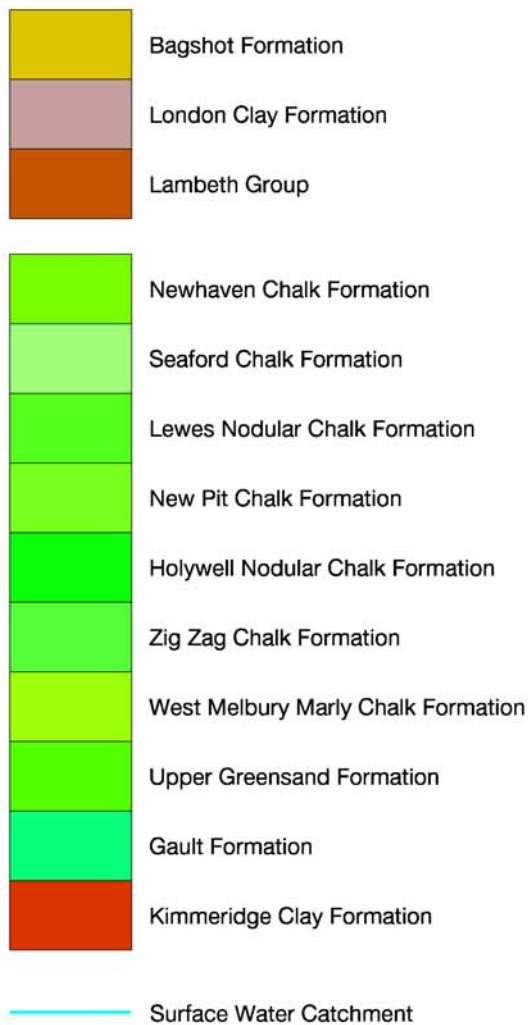 Bagshot Formation
London Clay Formation
Lambeth Group
Newhaven Chalk Formation
Seaford Chalk Formation
Lewes Nodular Chalk Formation
New Pit Chalk Formation
Holywell Nodular Chalk Formation
Zig Zag Chalk Formation
West Melbury Marly Chalk Formation
Upper Greensand Formation
Gault Formation
Kimmeridge Clay Formation
Surface Water Catchment